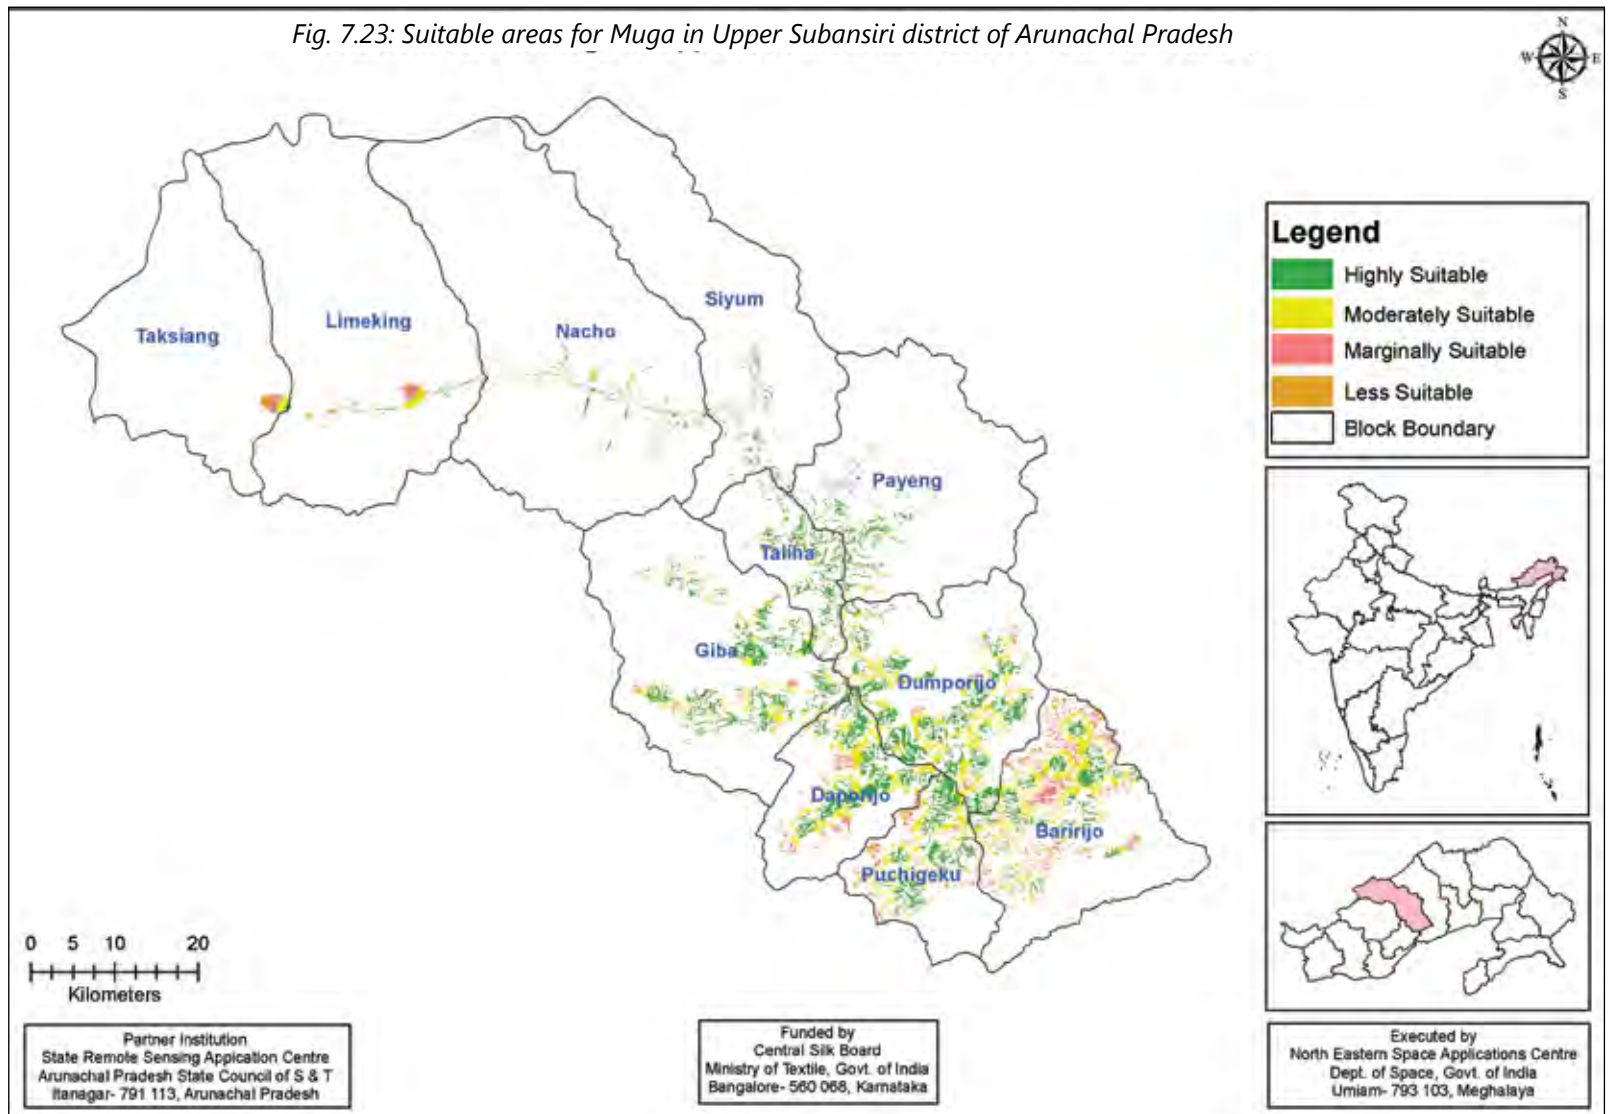 Fig. 7.23: Suitable areas for Muga in Upper Subansiri district of Arunachal Pradesh
N
W
E
S
Legend
Highly Suitable
Moderately Suitable
Marginally Suitable
Less Suitable
Block Boundary
Siyum
Limeking
Nacho
Taksiang
Payeng
Taliha
Giba
Dumporijo
Daporijo
Baririjo
Puchigeku
0 5 10 20
Kilometers
Partner Institution
State Remote Sensing Appication Centre
Arunachal Pradesh State Council of S & T
Itanagar- 791 113, Arunachal Pradesh
Funded by
Central Silk Board
Ministry of Textile, Govt. of India
Bangalore- 560 068, Karnataka
Executed by
North Eastern Space Applications Centre
Dept. of Space, Govt. of India
Umiam- 793 103, Meghalaya